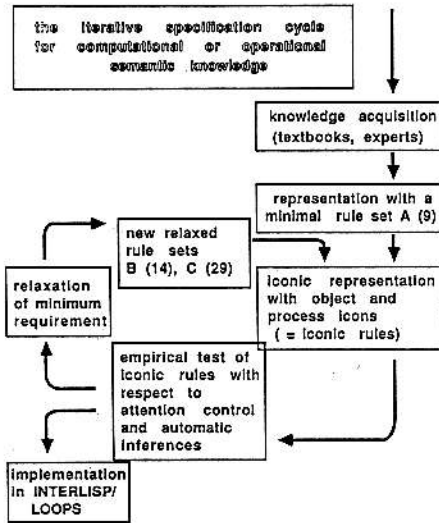 the iterative specification cycle
for computational or operational
semantic knowledge
knowledge acquisition
(textbooks, experts)
representation with a
minimal rule set A (9)
new relaxed
rule sets
B (14), C (29)
relaxation
of minimum
requirement
iconic representation
with object and
process icons
( = iconic rules)
empirical test of
iconic rules with
respect to
attention control
and automatic
inferences
implementation
in INTERLISP/
LOOPS